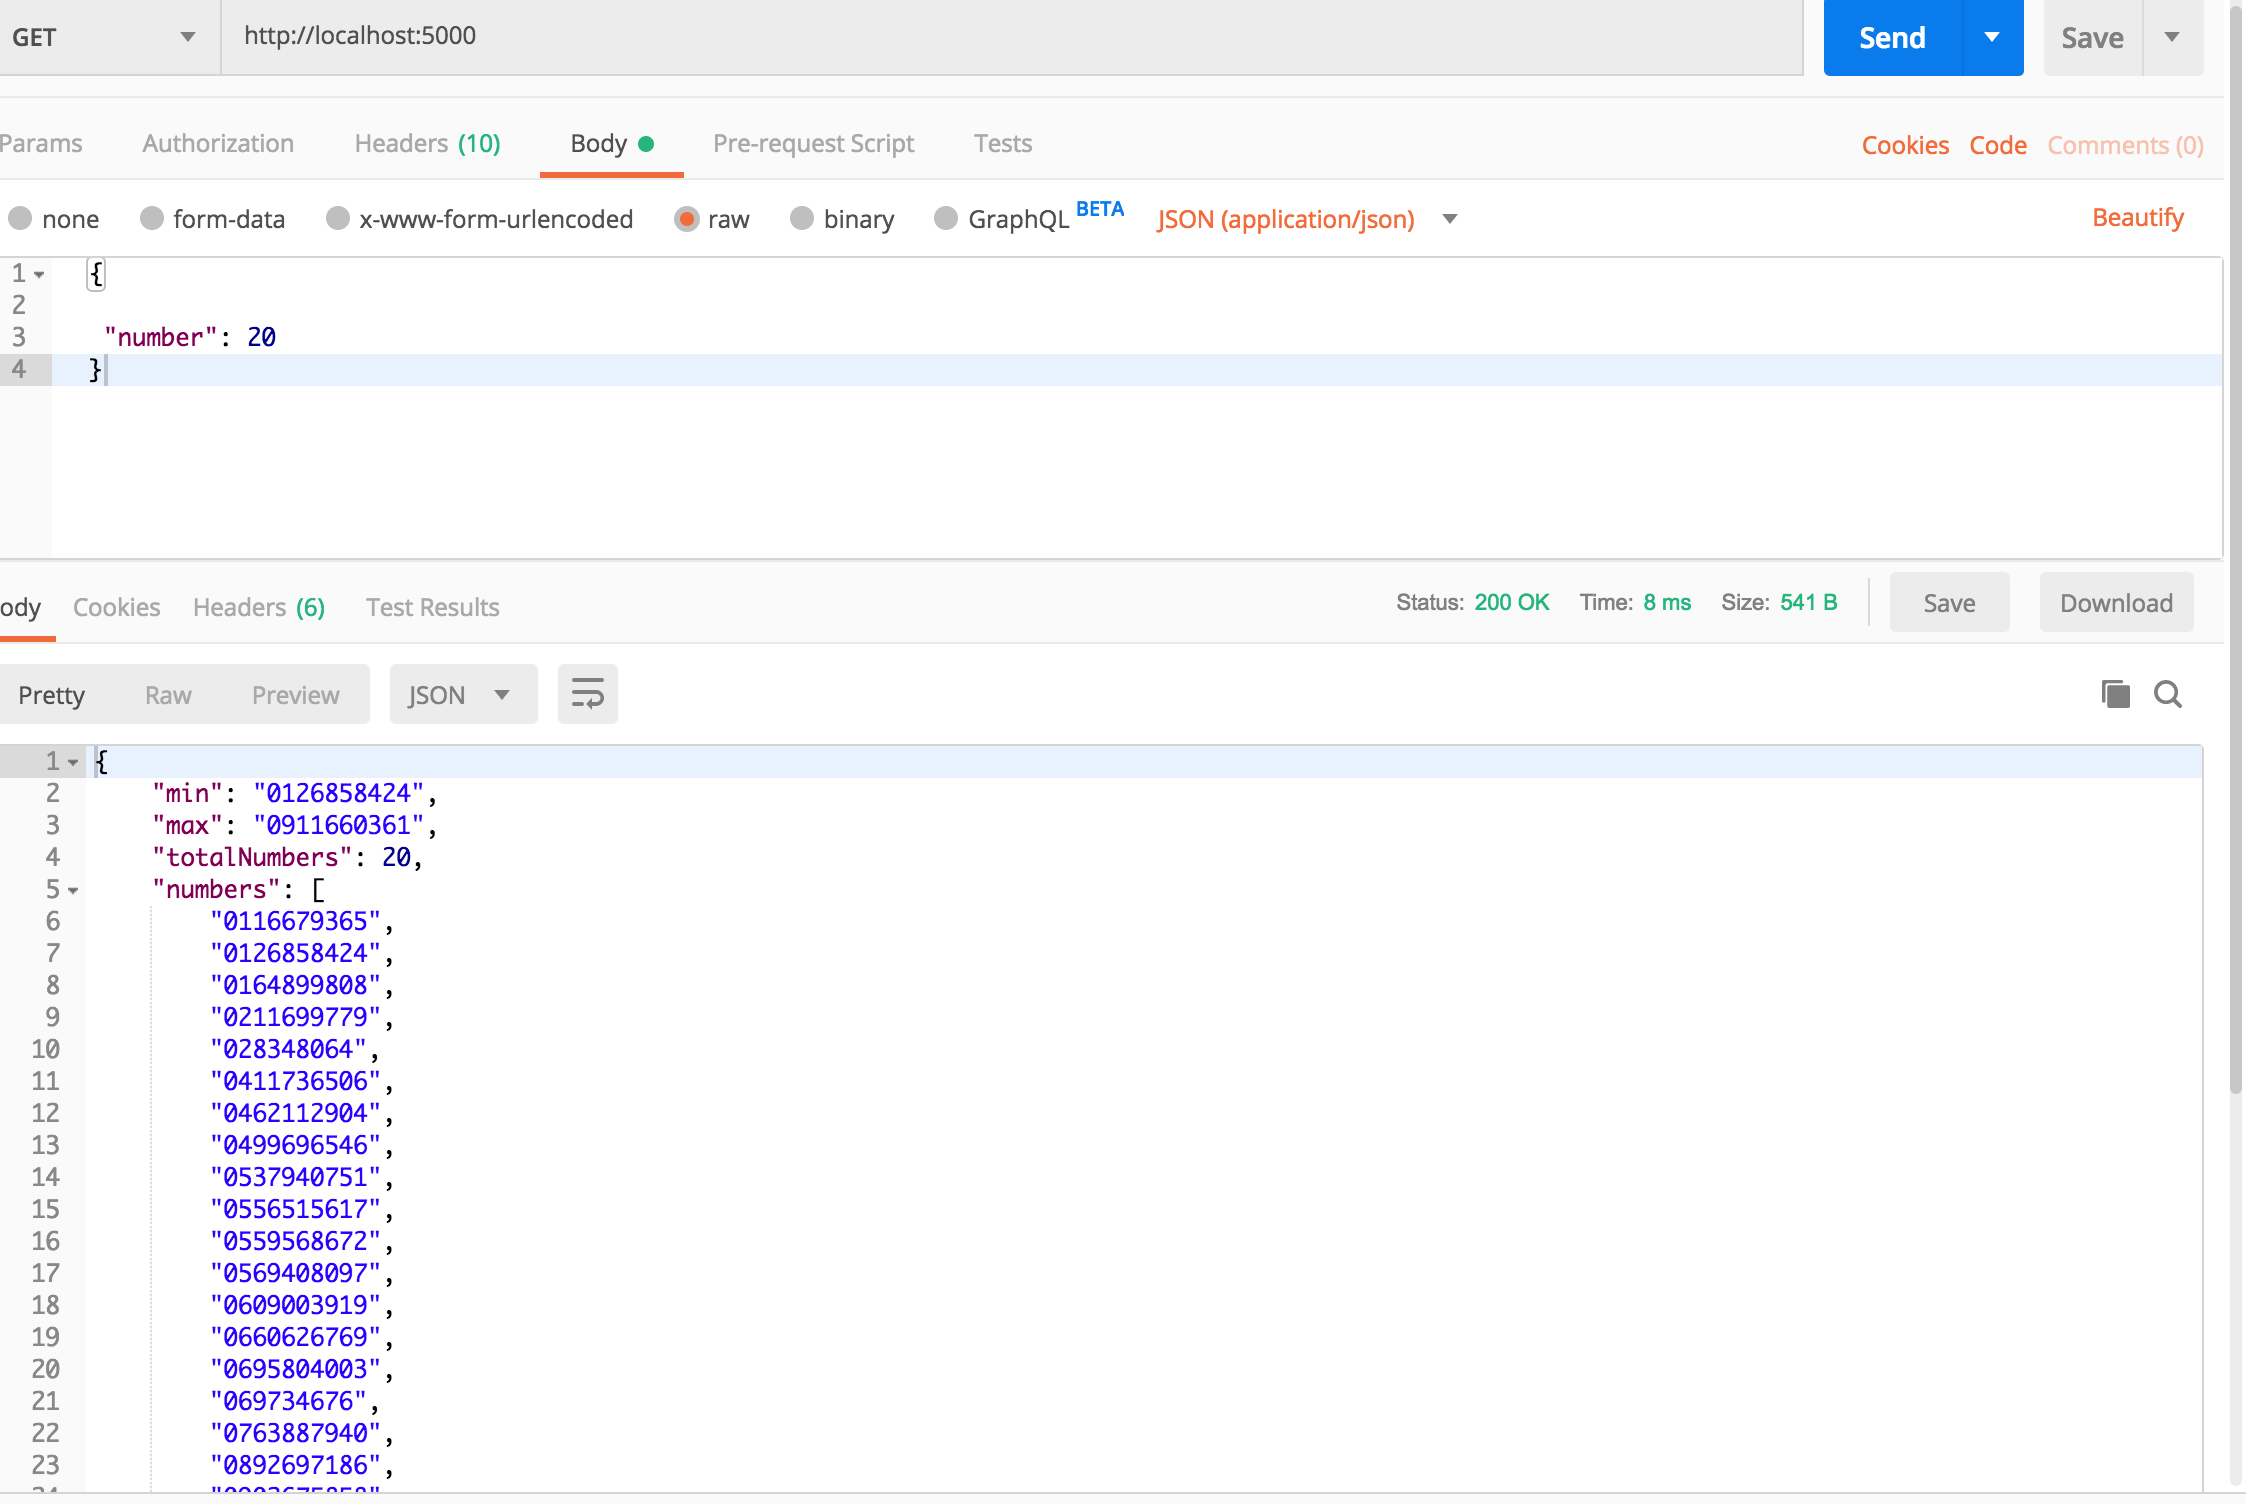 GET http://localhost:5000 Send Save
Params Authorization Headers (10) Body Pre-request Script Tests Cookies Code Comments (0)
none form-data x-www-form-urlencoded raw binary GraphQL BETA JSON (application/json) Beautify
1 {
2
3 "number": 20
4 }
ody Cookies Headers (6) Test Results Status: 200 OK Time: 8 ms Size: 541 B Save Download
Pretty Raw Preview JSON
1 {
2 "min": "0126858424",
3 "max": "0911660361",
4 "totalNumbers": 20,
5 "numbers": [
6 "0116679365",
7 "0126858424",
8 "0164899808",
9 "0211699779",
10 "028348064",
11 "0411736506",
12 "0462112904",
13 "0499696546",
14 "0537940751",
15 "0556515617",
16 "0559568672",
17 "0569408097",
18 "0609003919",
19 "0660626769",
20 "0695804003",
21 "069734676",
22 "0763887940",
23 "0892697186",